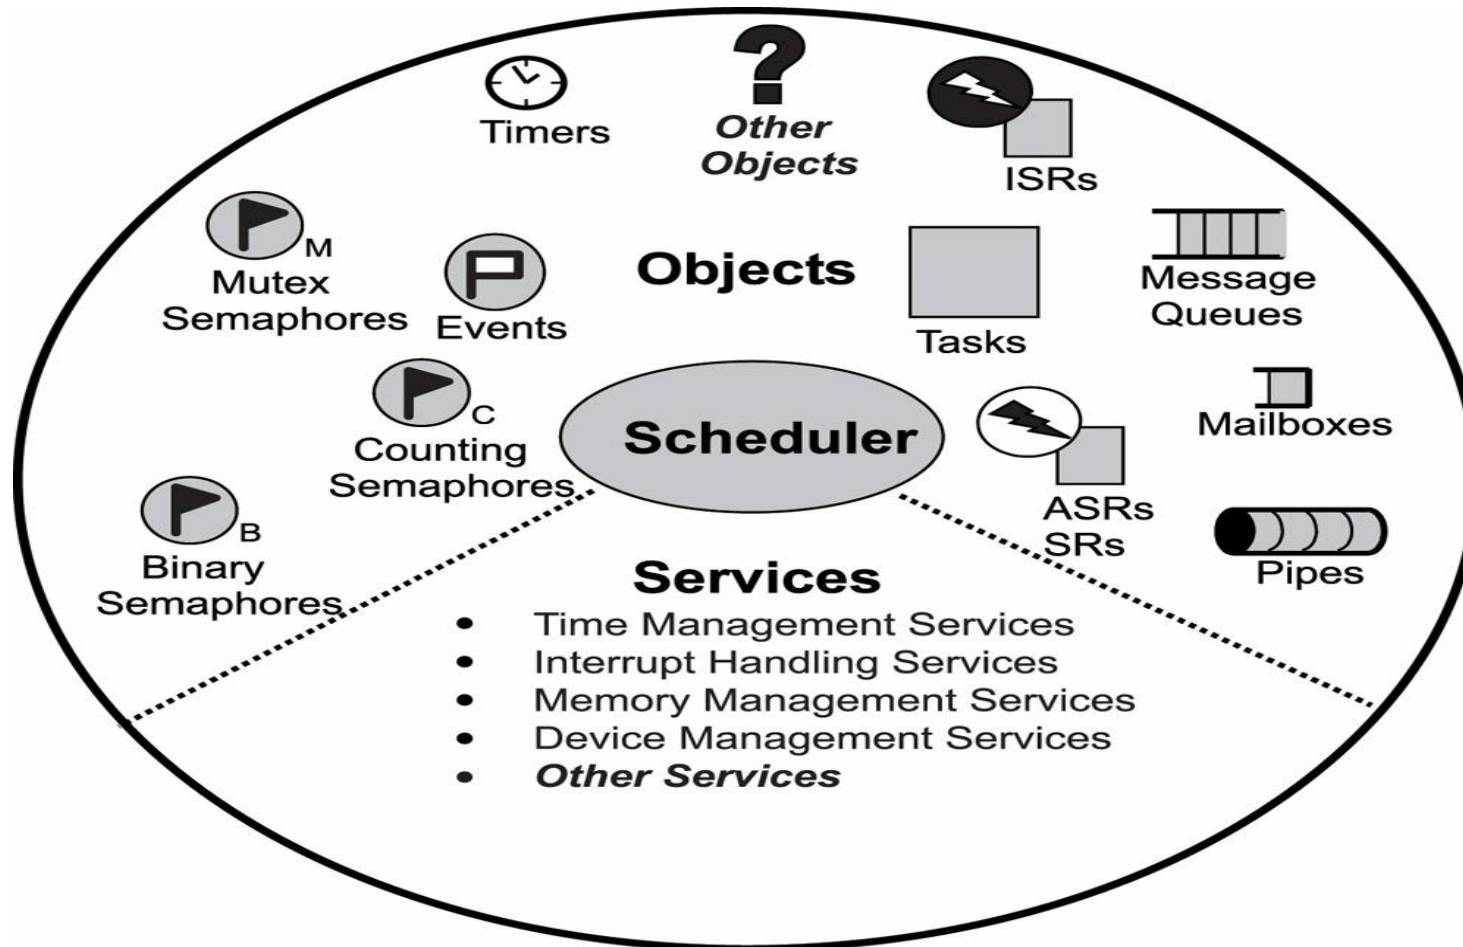 Timers
?
Other
Objects
ISRs
M
Mutex
Semaphores
Events
Objects
Tasks
Message
Queues
C
Counting
Semaphores
Scheduler
Mailboxes
B
Binary
Semaphores
ASRs
SRs
Pipes
Services
• Time Management Services
• Interrupt Handling Services
• Memory Management Services
• Device Management Services
• Other Services